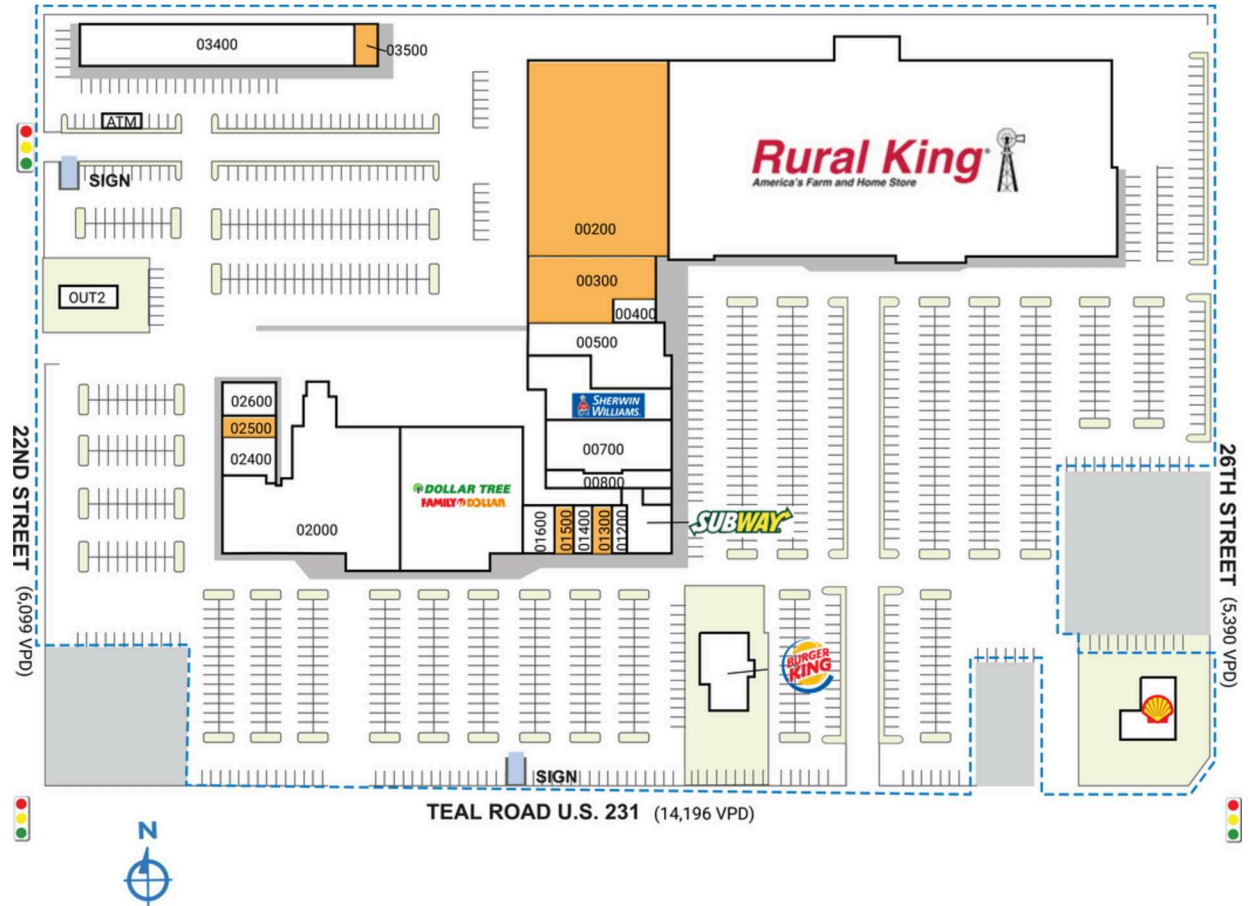 03400
03500
ATM
SIGN
Rural King®
America's Farm and Home Store
00200
00300
OUT2
00400
00500
02600
SHERWIN
WILLIAMS.
02500
00700
02400
DOLLAR TREE
FAMILY DOLLAR
00800
02000
01600
01500
01400
01300
01200
SUBWAY
22ND STREET (6,099 VPD)
26TH STREET (5,390 VPD)
BURGER
KING
SIGN
TEAL ROAD U.S. 231 (14,196 VPD)
N